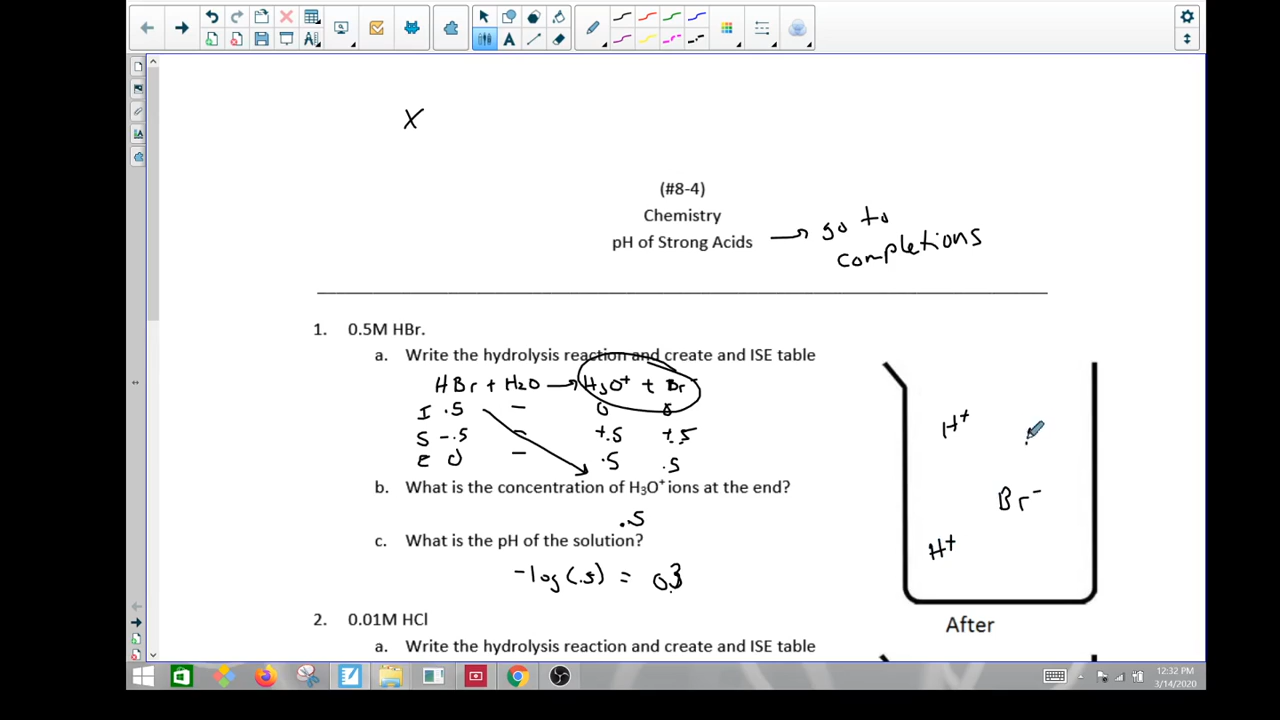 X
(#8-4)
Chemistry
pH of Strong Acids → go to completions
1. 0.5M HBr.
a. Write the hydrolysis reaction and create and ISE table
HBr + H2O → H3O+ + Br-
I .5 – 0 0
S -.5 – +.5 +.5
E 0 – .5 .5
b. What is the concentration of H3O+ ions at the end?
.5
c. What is the pH of the solution?
-log(.5) = 0.3
H+
Br-
H+
After
2. 0.01M HCl
a. Write the hydrolysis reaction and create and ISE table
12:32 PM
3/14/2020